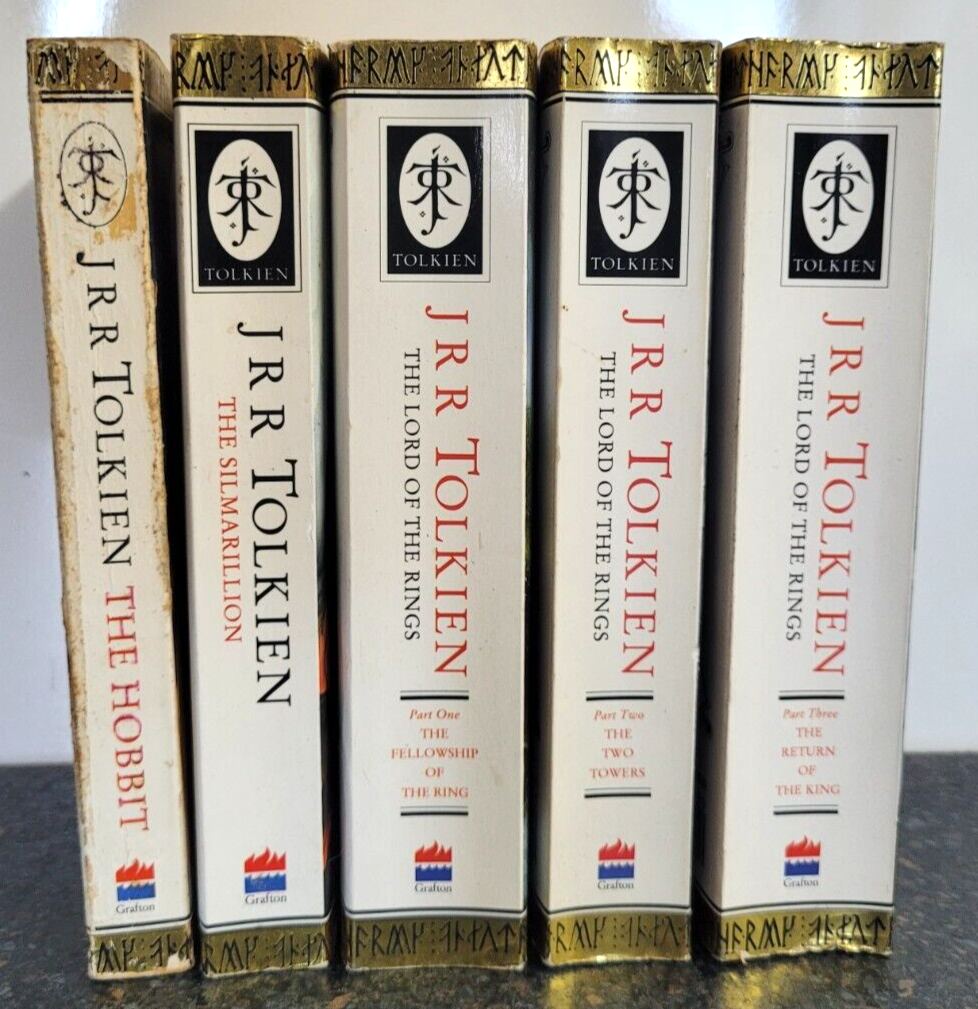 J R R TOLKIEN THE HOBBIT
Grafton
TOLKIEN
J R R TOLKIEN
THE SILMARILLION
Grafton
TOLKIEN
J R R TOLKIEN
THE LORD OF THE RINGS
Part One
THE
FELLOWSHIP
OF
THE RING
Grafton
TOLKIEN
J R R TOLKIEN
THE LORD OF THE RINGS
Part Two
THE
TWO
TOWERS
Grafton
TOLKIEN
J R R TOLKIEN
THE LORD OF THE RINGS
Part Three
THE
RETURN
OF
THE KING
Grafton